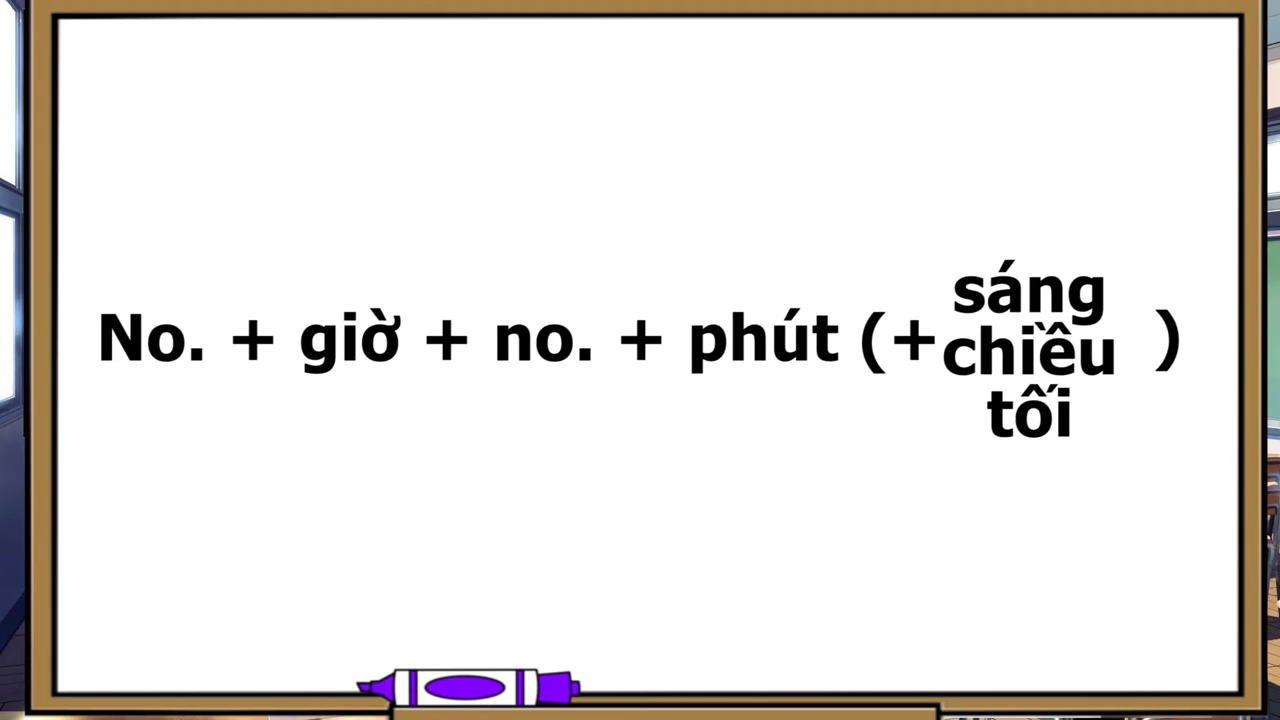 sáng
No. + giờ + no. + phút (+ chiều )
tối